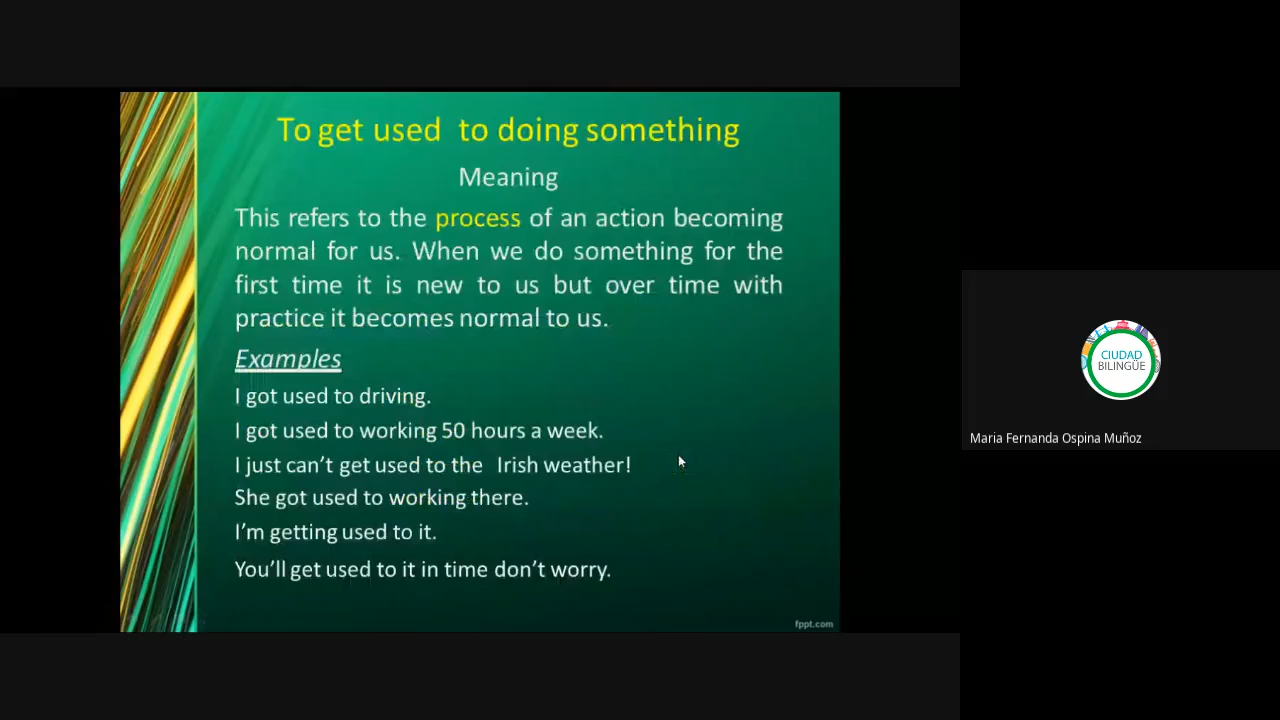 To get used to doing something
Meaning
This refers to the process of an action becoming
normal for us. When we do something for the
first time it is new to us but over time with
practice it becomes normal to us.
Examples
I got used to driving.
I got used to working 50 hours a week.
I just can’t get used to the Irish weather!
She got used to working there.
I’m getting used to it.
You’ll get used to it in time don’t worry.
fppt.com
CIUDAD
BILINGÜE
Maria Fernanda Ospina Muñoz